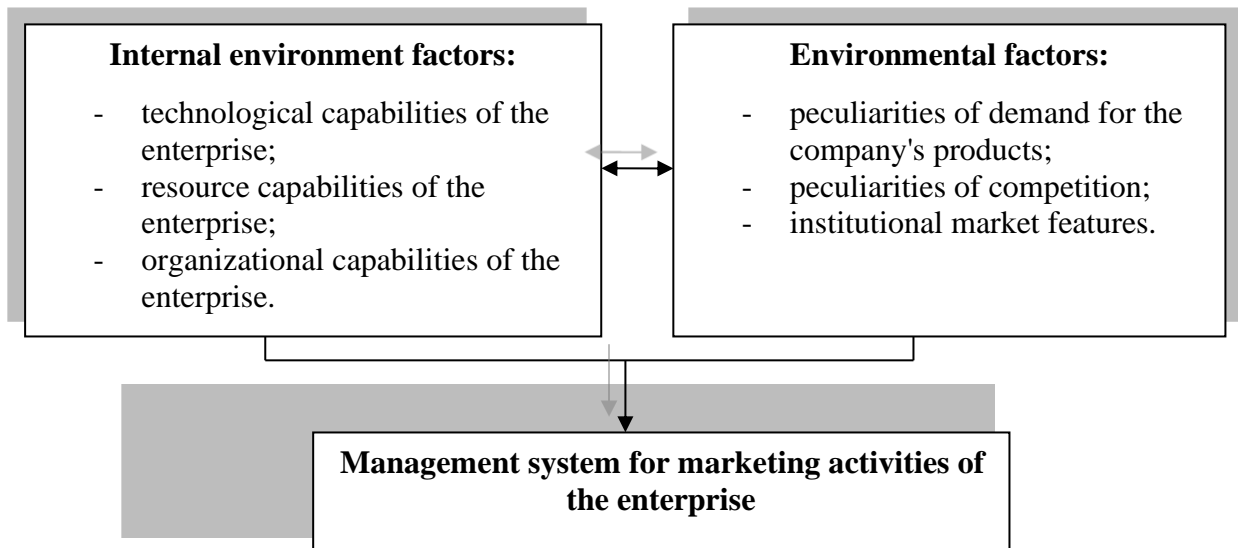 Internal environment factors:
- technological capabilities of the
enterprise;
- resource capabilities of the
enterprise;
- organizational capabilities of the
enterprise.
Environmental factors:
- peculiarities of demand for the
company's products;
- peculiarities of competition;
- institutional market features.
Management system for marketing activities of
the enterprise